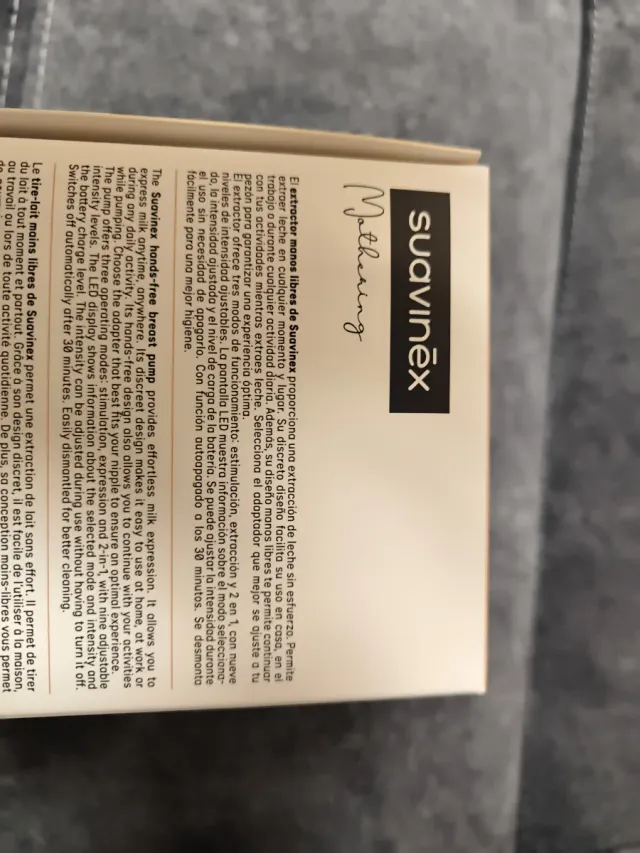 suavinēx
Mothering
El extractor manos libres de Suavinex proporciona una extracción de leche sin esfuerzo. Permite
extraer leche en cualquier momento y lugar. Su discreto diseño facilita su uso en casa, en el
trabajo o durante cualquier actividad diaria. Además, su diseño manos libres te permite continuar
con tus actividades mientras extraes leche. Selecciona el adaptador que mejor se ajuste a tu
pezón para garantizar una experiencia óptima.
El extractor ofrece tres modos de funcionamiento: estimulación, extracción y 2 en 1, con nueve
niveles de intensidad ajustables. La pantalla LED muestra información sobre el modo selecciona-
do, la intensidad ajustada y el nivel de carga de la batería. Se puede ajustar la intensidad durante
el uso sin necesidad de apagarlo. Con función autoapagado a los 30 minutos. Se desmonta
fácilmente para una mejor higiene.
The Suavinex hands-free breast pump provides effortless milk expression. It allows you to
express milk anytime, anywhere. Its discreet design makes it easy to use at home, at work or
during any daily activity. Its hands-free design also allows you to continue with your activities
while pumping. Choose the adapter that best fits your nipple to ensure an optimal experience.
The pump offers three operating modes: stimulation, expression and 2-in-1, with nine adjustable
intensity levels. The LED display shows information about the selected mode and intensity and
the battery charge level. The intensity can be adjusted during use without having to turn it off.
Switches off automatically after 30 minutes. Easily dismantled for better cleaning.
Le tire-lait mains libres de Suavinex permet une extraction de lait sans effort. Il permet de tirer
du lait à tout moment et partout. Grâce à son design discret, il est facile de l'utiliser à la maison,
au travail ou lors de toute activité quotidienne. De plus, sa conception mains-libres vous permet